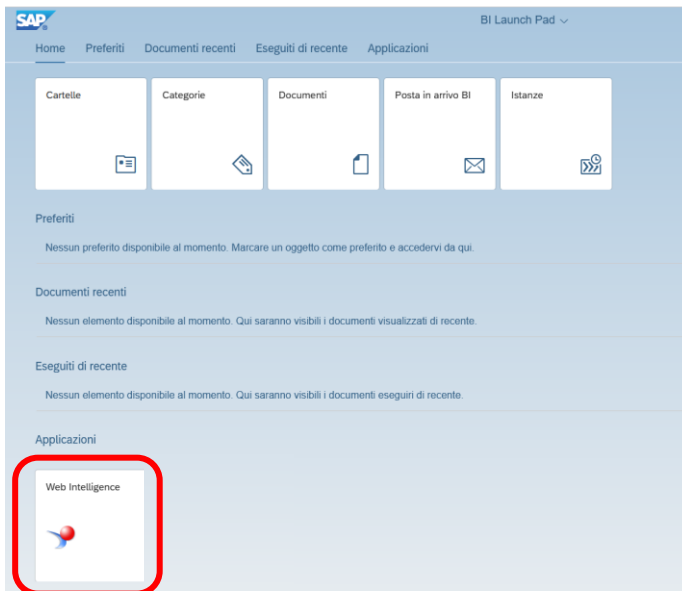 SAP
BI Launch Pad
Home Preferiti Documenti recenti Eseguiti di recente Applicazioni
Cartelle Categorie Documenti Posta in arrivo BI Istanze
Preferiti
Nessun preferito disponibile al momento. Marcare un oggetto come preferito e accedervi da qui.
Documenti recenti
Nessun elemento disponibile al momento. Qui saranno visibili i documenti visualizzati di recente.
Eseguiti di recente
Nessun elemento disponibile al momento. Qui saranno visibili i documenti eseguiri di recente.
Applicazioni
Web Intelligence